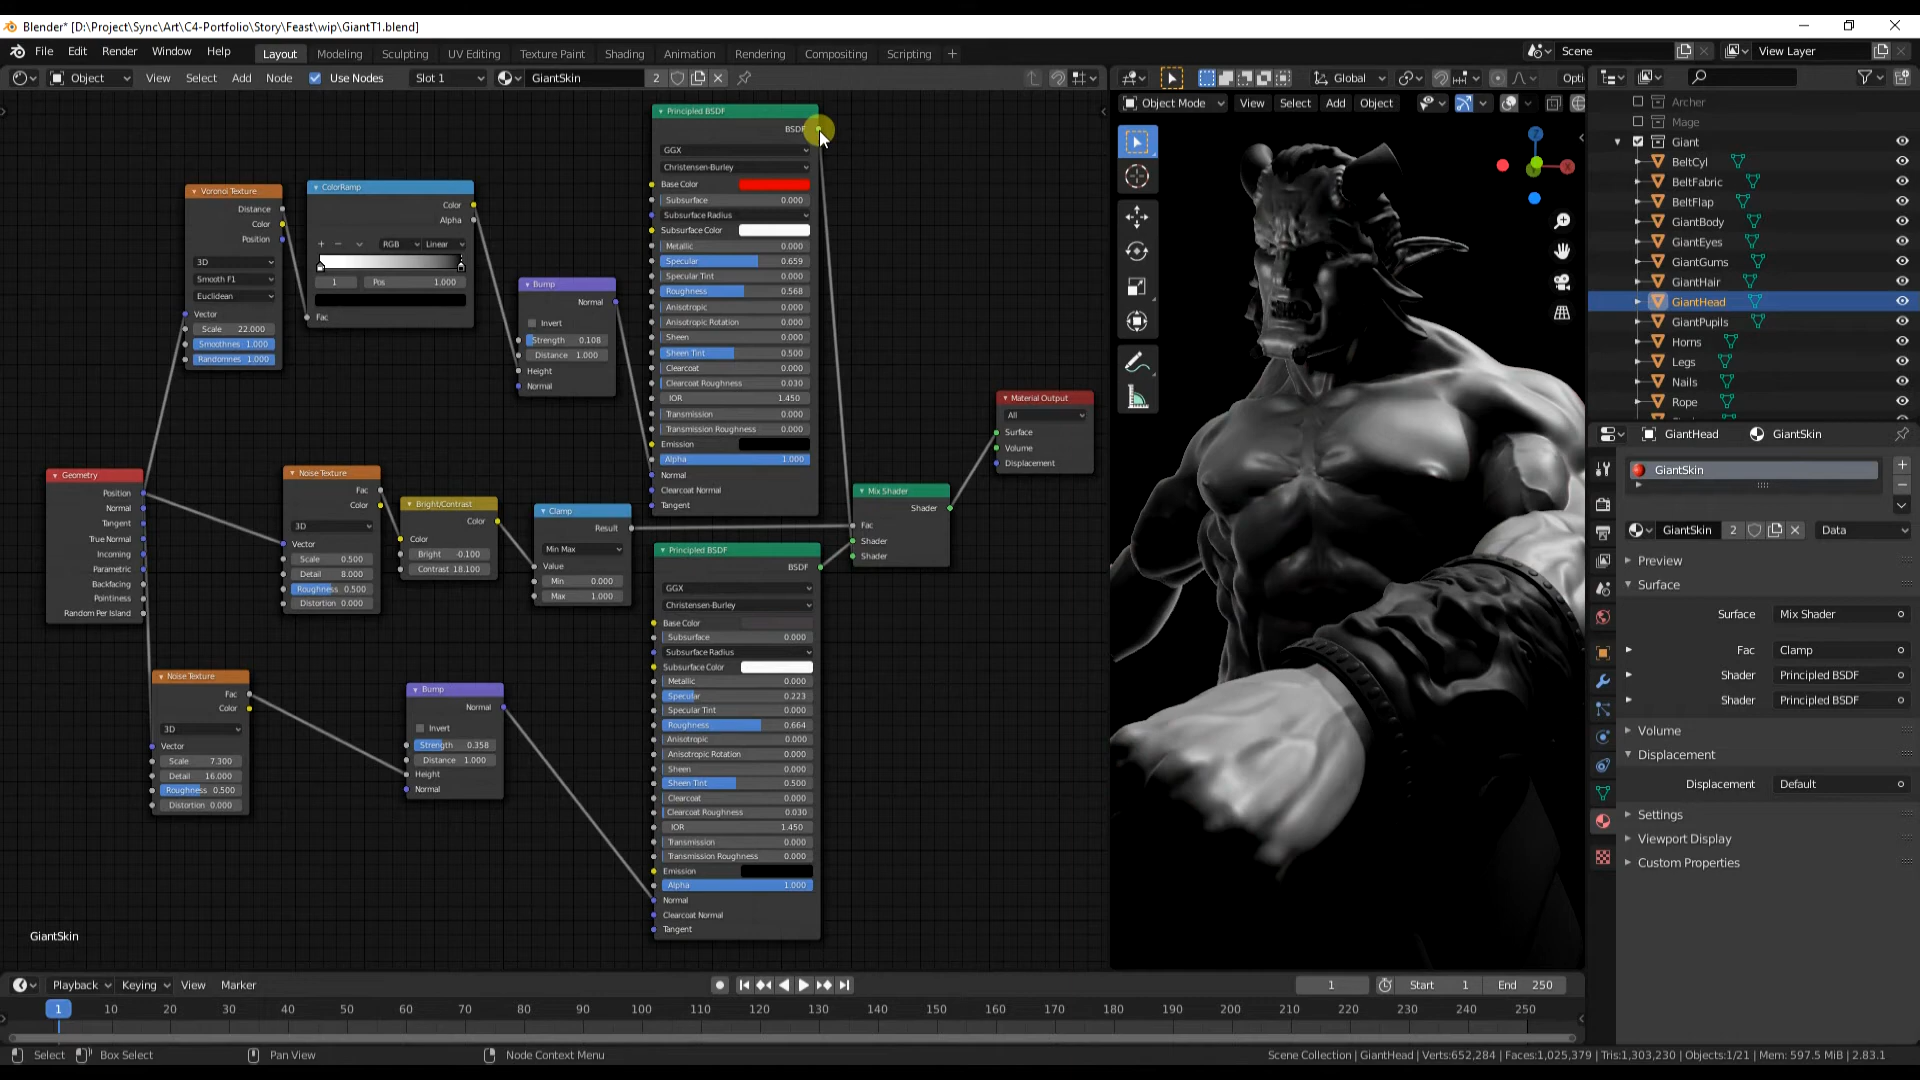 Blender* [D:\Project\Sync\Art\C4-Portfolio\Story\Feast\wip\GiantT1.blend]
File Edit Render Window Help Layout Modeling Sculpting UV Editing Texture Paint Shading Animation Rendering Compositing Scripting + Scene View Layer
Object View Select Add Node Use Nodes Slot 1 GiantSkin 2 Global Opti
Object Mode View Select Add Object
Principled BSDF
BSDF
GGX
Christensen-Burley
Base Color
Subsurface 0.000
Subsurface Radius
Subsurface Color
Metallic 0.000
Specular 0.659
Specular Tint 0.000
Roughness 0.568
Anisotropic 0.000
Anisotropic Rotation 0.000
Sheen 0.000
Sheen Tint 0.500
Clearcoat 0.000
Clearcoat Roughness 0.030
IOR 1.450
Transmission 0.000
Transmission Roughness 0.000
Emission
Alpha 1.000
Normal
Clearcoat Normal
Tangent
Voronoi Texture
Distance
Color
Position
3D
Smooth F1
Euclidean
Vector
Scale 22.000
Smoothnes 1.000
Randomnes 1.000
ColorRamp
Color
Alpha
+ − RGB Linear
1 Pos 1.000
Fac
Bump
Normal
Invert
Strength 0.108
Distance 1.000
Height
Normal
Geometry
Position
Normal
Tangent
True Normal
Incoming
Parametric
Backfacing
Pointiness
Random Per Island
Noise Texture
Fac
Color
3D
Vector
Scale 0.500
Detail 8.000
Roughness 0.500
Distortion 0.000
Bright/Contrast
Color
Color
Bright -0.100
Contrast 18.100
Clamp
Result
Min Max
Value
Min 0.000
Max 1.000
Mix Shader
Shader
Fac
Shader
Shader
Material Output
All
Surface
Volume
Displacement
Principled BSDF
BSDF
GGX
Christensen-Burley
Base Color
Subsurface 0.000
Subsurface Radius
Subsurface Color
Metallic 0.000
Specular 0.223
Specular Tint 0.000
Roughness 0.664
Anisotropic 0.000
Anisotropic Rotation 0.000
Sheen 0.000
Sheen Tint 0.500
Clearcoat 0.000
Clearcoat Roughness 0.030
IOR 1.450
Transmission 0.000
Transmission Roughness 0.000
Emission
Alpha 1.000
Normal
Clearcoat Normal
Tangent
Noise Texture
Fac
Color
3D
Vector
Scale 7.300
Detail 16.000
Roughness 0.500
Distortion 0.000
Bump
Normal
Invert
Strength 0.358
Distance 1.000
Height
Normal
GiantSkin
Z
Archer
Mage
Giant
BeltCyl
BeltFabric
BeltFlap
GiantBody
GiantEyes
GiantGums
GiantHair
GiantHead
GiantPupils
Horns
Legs
Nails
Rope
GiantHead GiantSkin
GiantSkin
GiantSkin 2 Data
Preview
Surface
Surface Mix Shader
Fac Clamp
Shader Principled BSDF
Shader Principled BSDF
Volume
Displacement
Displacement Default
Settings
Viewport Display
Custom Properties
Playback Keying View Marker 1 Start 1 End 250
1 10 20 30 40 50 60 70 80 90 100 110 120 130 140 150 160 170 180 190 200 210 220 230 240 250
Select Box Select Pan View Node Context Menu Scene Collection | GiantHead | Verts:652,284 | Faces:1,025,379 | Tris:1,303,230 | Objects:1/21 | Mem: 597.5 MiB | 2.83.1